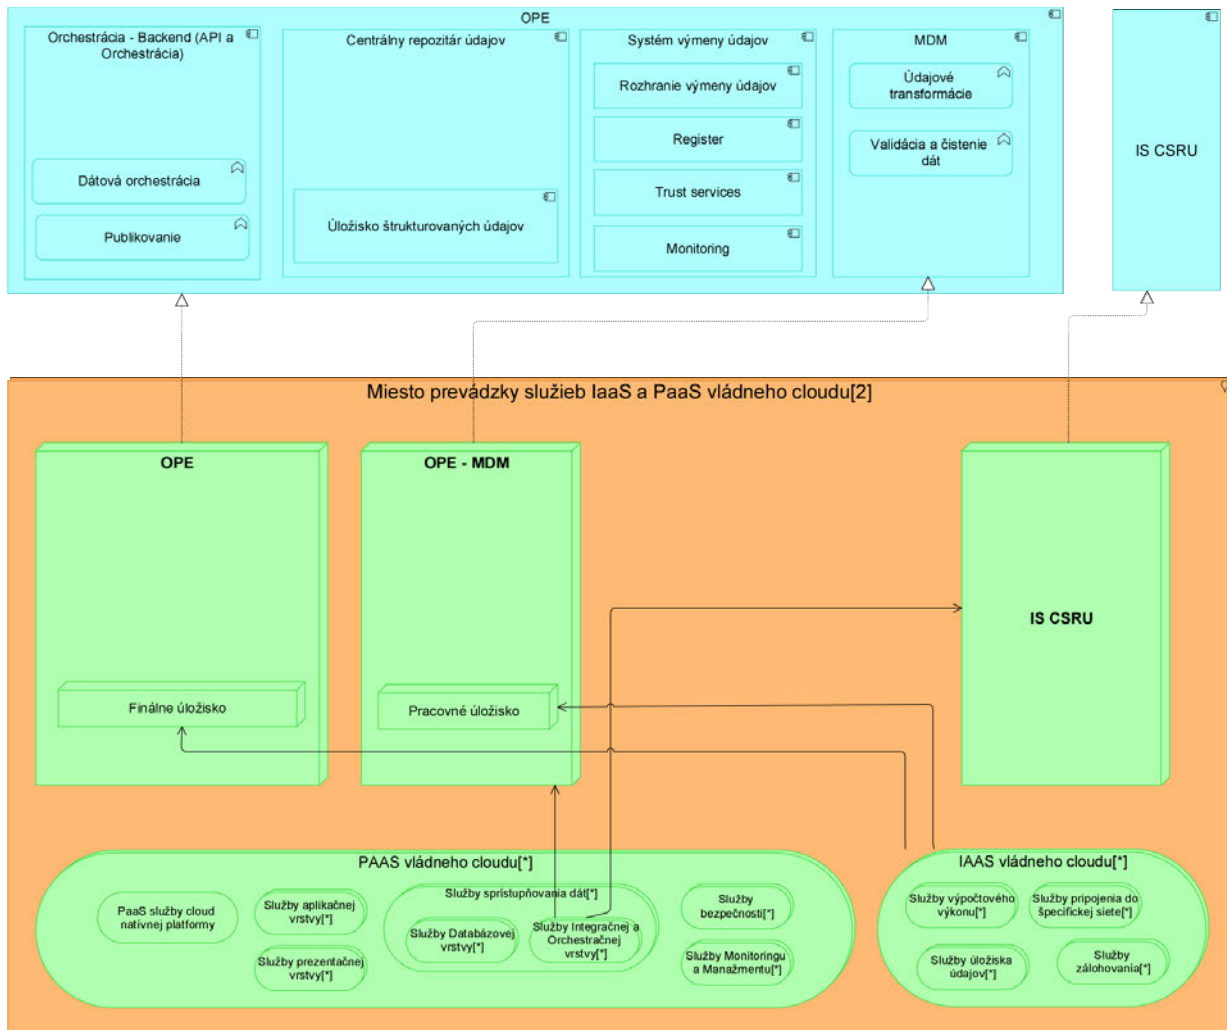 OPE
Orchestrácia - Backend (API a
Orchestrácia)
Dátová orchestrácia
Publikovanie
Centrálny repozitár údajov
Úložisko štrukturovaných údajov
Systém výmeny údajov
Rozhranie výmeny údajov
Register
Trust services
Monitoring
MDM
Údajové
transformácie
Validácia a čistenie
dát
IS CSRU
Miesto prevádzky služieb IaaS a PaaS vládneho cloudu[2]
OPE
Finálne úložisko
OPE - MDM
Pracovné úložisko
IS CSRU
PAAS vládneho cloudu[*]
PaaS služby cloud
natívnej platformy
Služby aplikačnej
vrstvy[*]
Služby prezentačnej
vrstvy[*]
Služby sprístupňovania dát[*]
Služby Databázovej
vrstvy[*]
Služby Integračnej a
Orchestračnej
vrstvy[*]
Služby
bezpečnosti[*]
Služby Monitoringu
a Manažmentu[*]
IAAS vládneho cloudu[*]
Služby výpočtového
výkonu[*]
Služby pripojenia do
špecifickej siete[*]
Služby úložiska
údajov[*]
Služby
zálohovania[*]